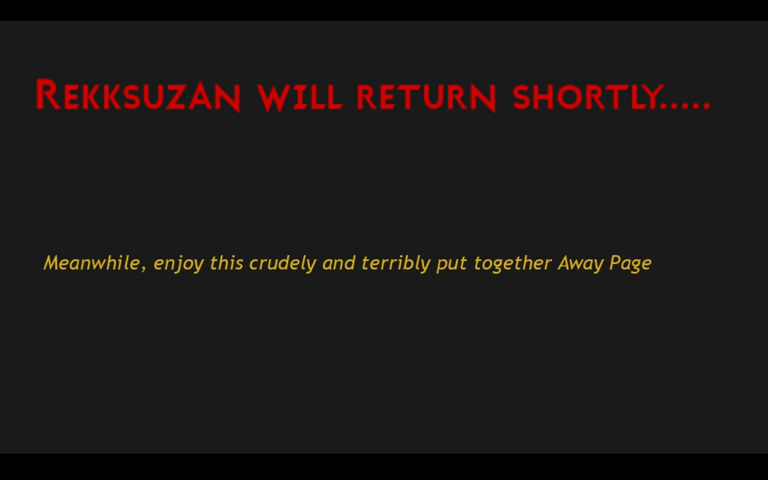 Rekksuzan will return shortly.....
Meanwhile, enjoy this crudely and terribly put together Away Page